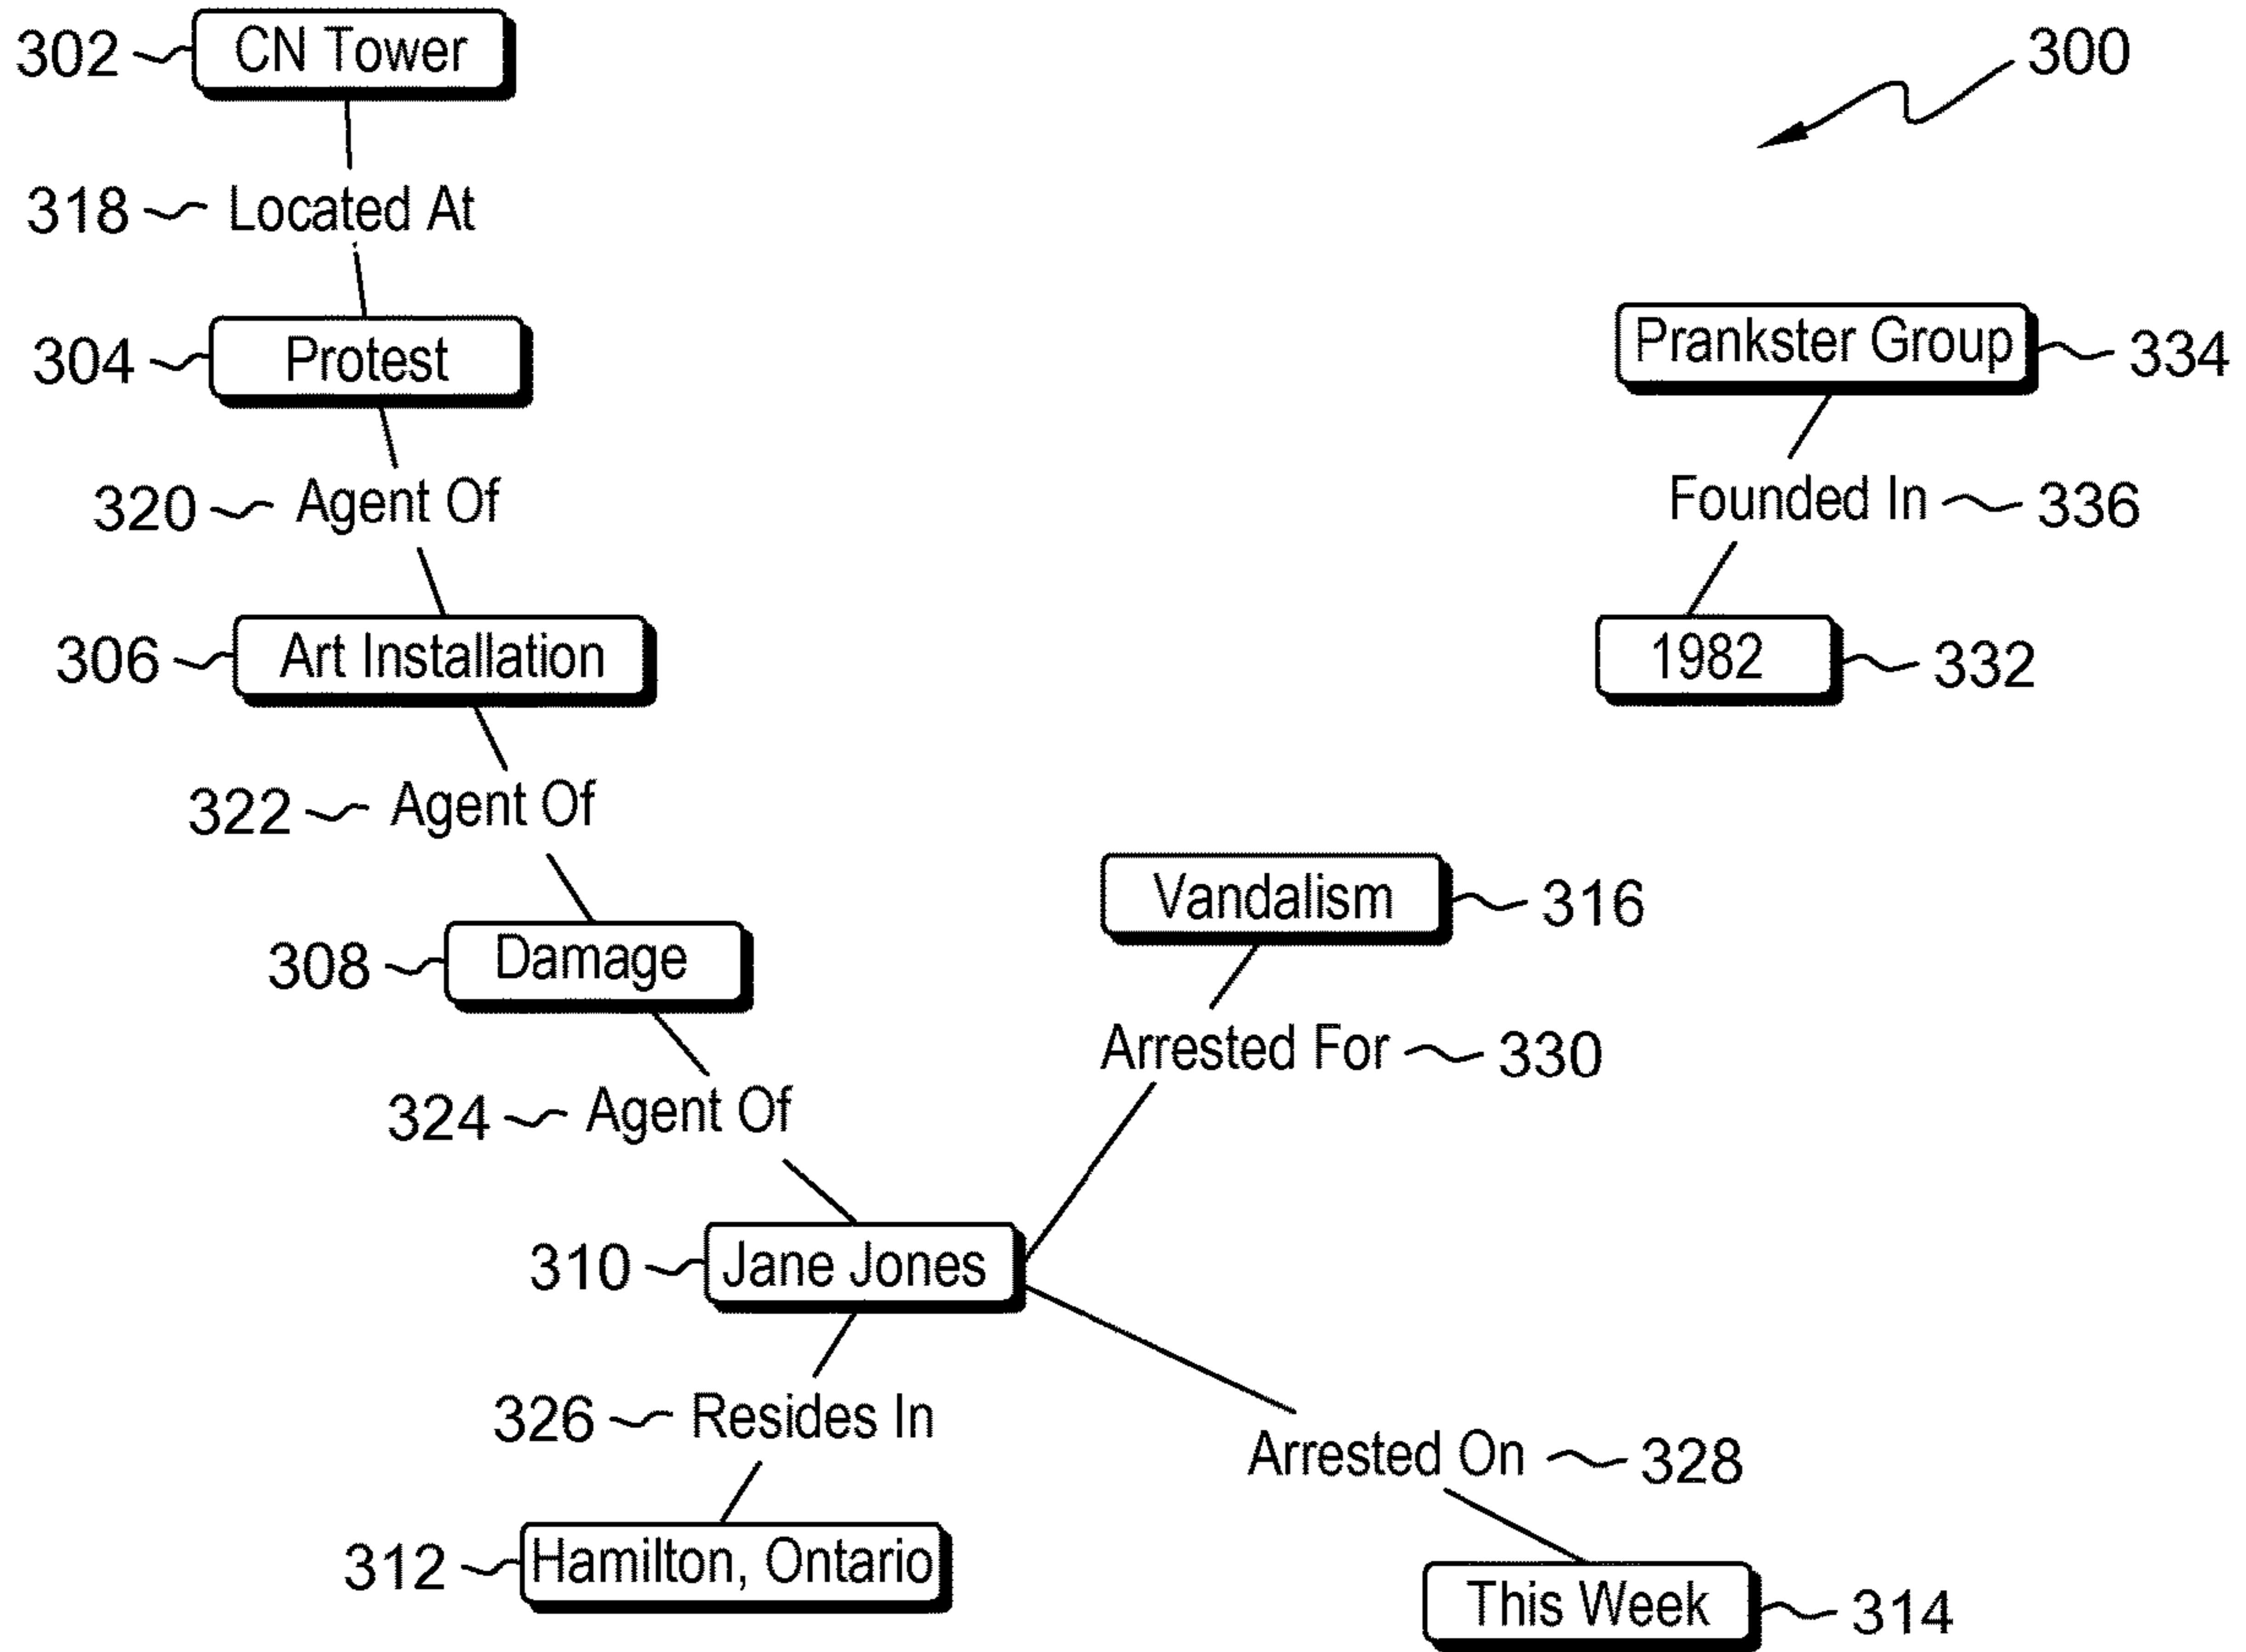 302 CN Tower
300
318 Located At
304 Protest
Prankster Group 334
320 Agent Of
Founded In 336
306 Art Installation
1982 332
322 Agent Of
Vandalism 316
308 Damage
Arrested For 330
324 Agent Of
310 Jane Jones
326 Resides In
Arrested On 328
312 Hamilton, Ontario
This Week 314